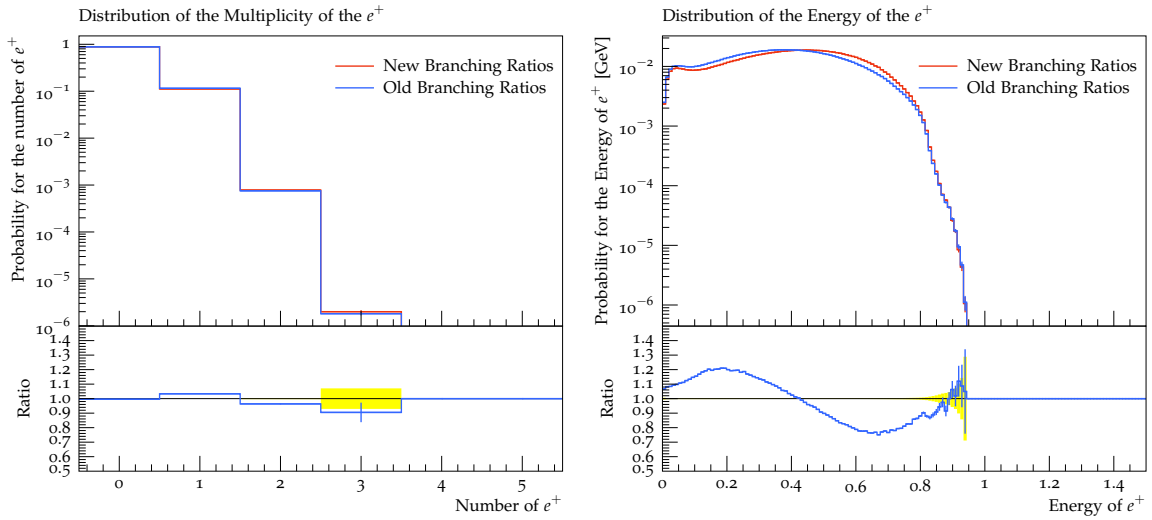 Distribution of the Multiplicity of the e⁺
Probability for the number of e⁺
1
10⁻¹
10⁻²
10⁻³
10⁻⁴
10⁻⁵
10⁻⁶
New Branching Ratios
Old Branching Ratios
Ratio
1.4
1.3
1.2
1.1
1.0
0.9
0.8
0.7
0.6
0.5
0 1 2 3 4 5
Number of e⁺
Distribution of the Energy of the e⁺
Probability for the Energy of e⁺ [GeV]
10⁻²
10⁻³
10⁻⁴
10⁻⁵
10⁻⁶
New Branching Ratios
Old Branching Ratios
Ratio
1.4
1.3
1.2
1.1
1.0
0.9
0.8
0.7
0.6
0.5
0 0.2 0.4 0.6 0.8 1 1.2 1.4
Energy of e⁺